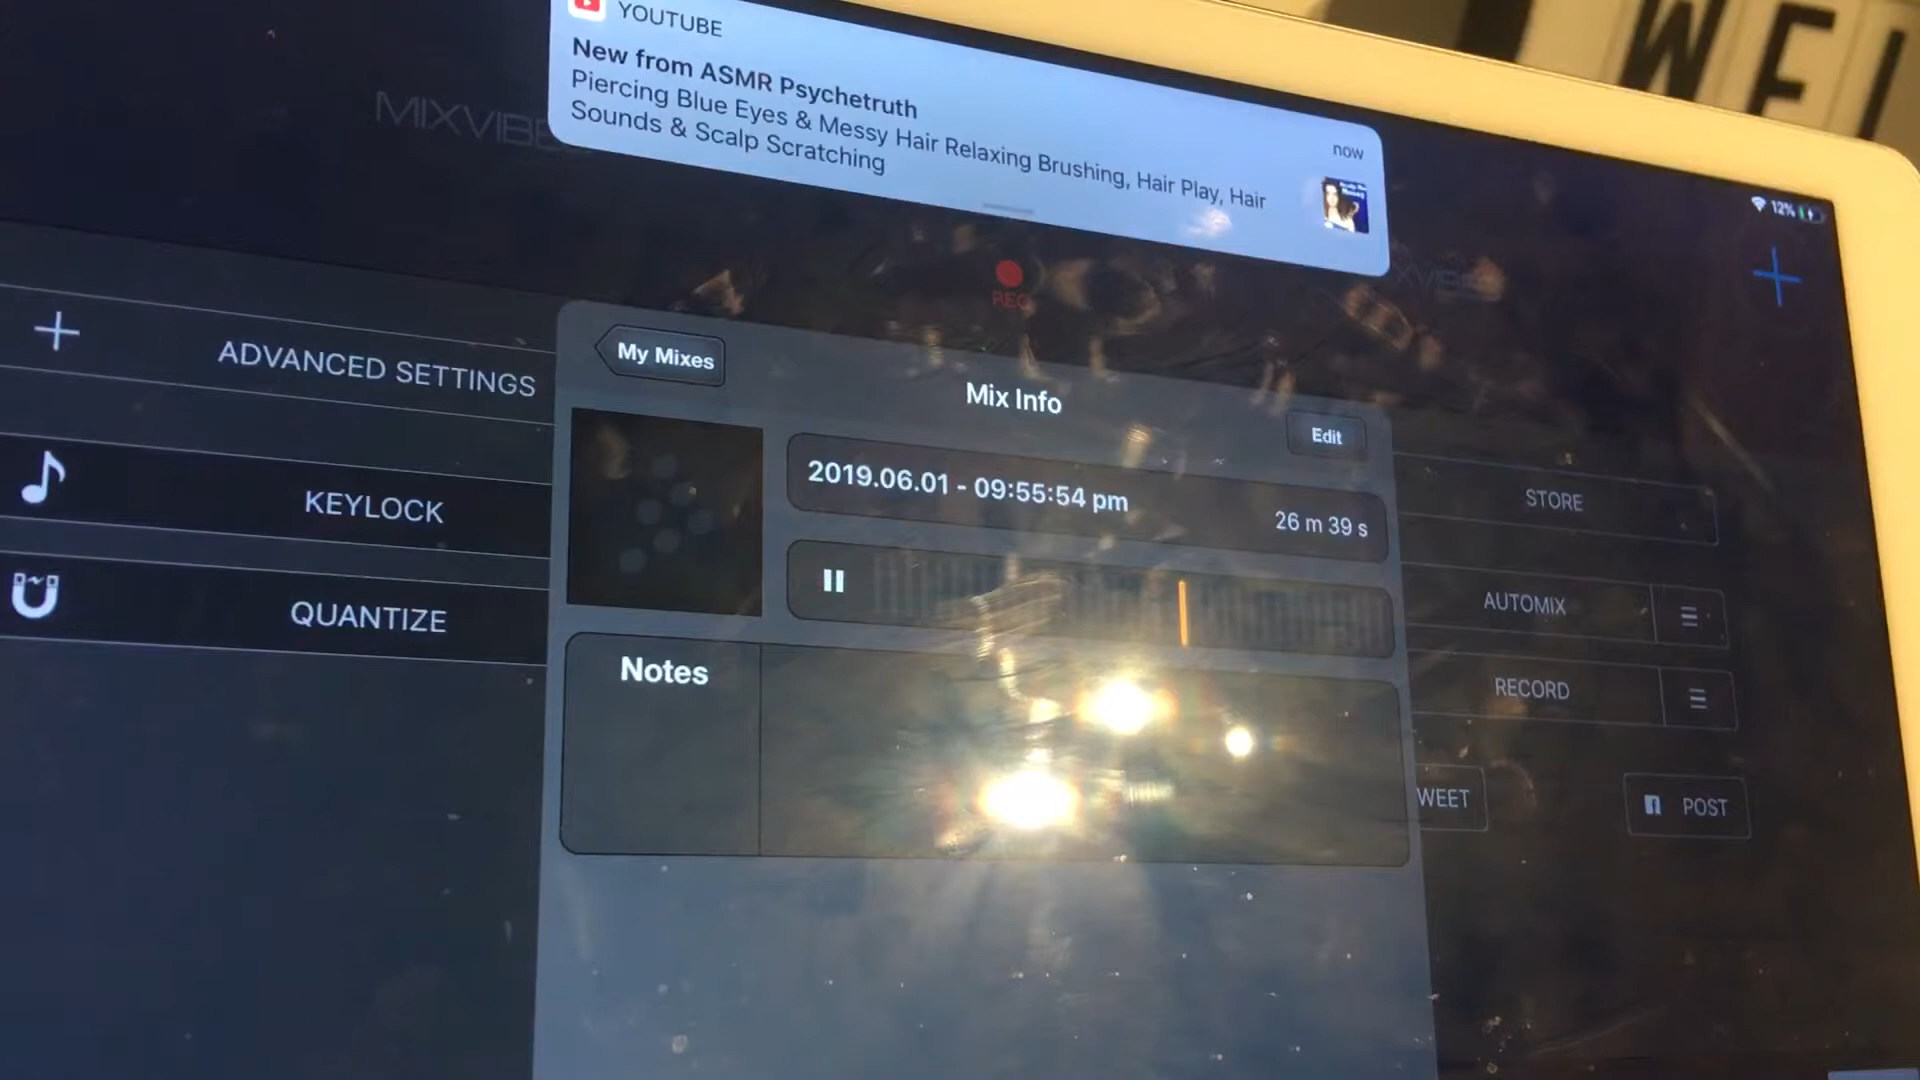 YOUTUBE
New from ASMR Psychetruth
now
Piercing Blue Eyes & Messy Hair Relaxing Brushing, Hair Play, Hair
Sounds & Scalp Scratching
12%
MIXVIBE
REC
ADVANCED SETTINGS
My Mixes
Mix Info
Edit
2019.06.01 - 09:55:54 pm
26 m 39 s
KEYLOCK
QUANTIZE
Notes
STORE
AUTOMIX
RECORD
WEET
POST